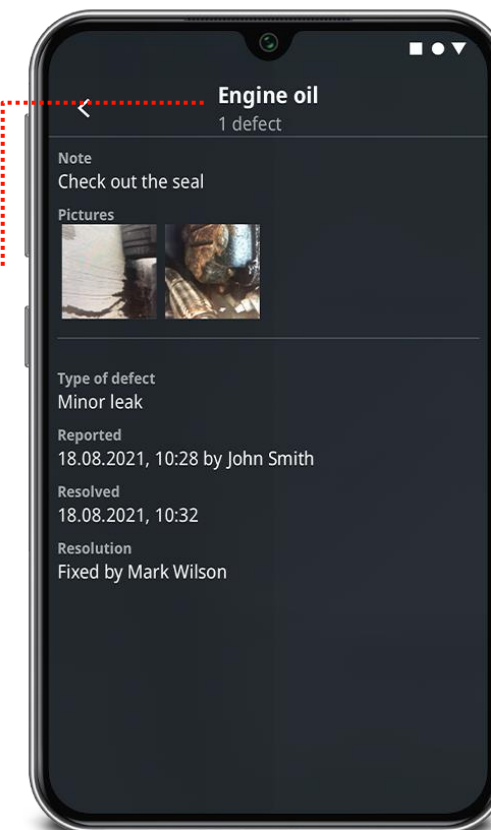 Engine oil
1 defect
Note
Check out the seal
Pictures
Type of defect
Minor leak
Reported
18.08.2021, 10:28 by John Smith
Resolved
18.08.2021, 10:32
Resolution
Fixed by Mark Wilson